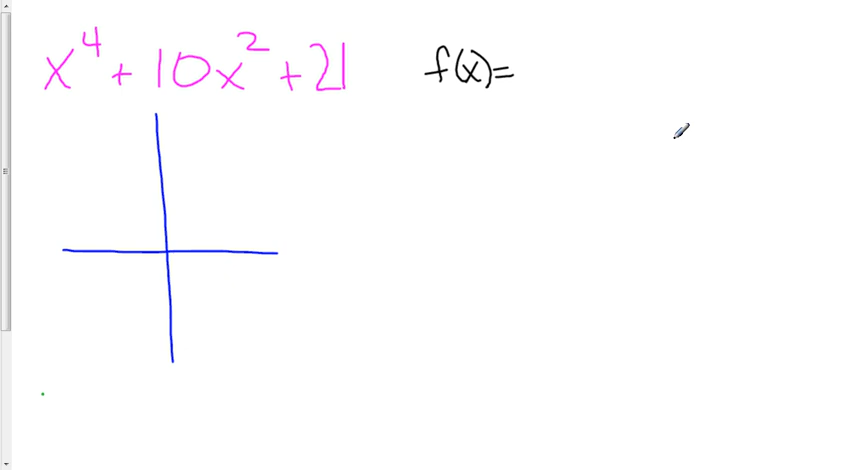 x⁴ + 10x² + 21 f(x) =